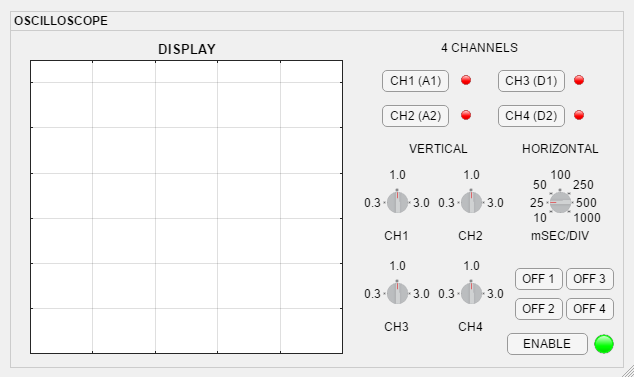 OSCILLOSCOPE
DISPLAY
4 CHANNELS
CH1 (A1)
CH3 (D1)
CH2 (A2)
CH4 (D2)
VERTICAL
HORIZONTAL
1.0
0.3
3.0
CH1
1.0
0.3
3.0
CH2
100
50
250
25
500
10
1000
mSEC/DIV
1.0
0.3
3.0
CH3
1.0
0.3
3.0
CH4
OFF 1
OFF 3
OFF 2
OFF 4
ENABLE